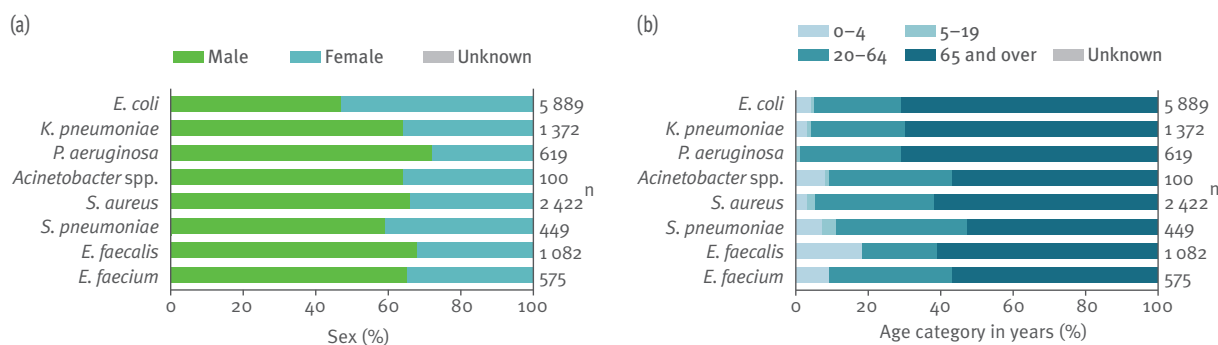 (a)
Male Female Unknown
E. coli 5 889
K. pneumoniae 1 372
P. aeruginosa 619
Acinetobacter spp. 100
n
S. aureus 2 422
S. pneumoniae 449
E. faecalis 1 082
E. faecium 575
0 20 40 60 80 100
Sex (%)
(b)
0–4 5–19
20–64 65 and over Unknown
E. coli 5 889
K. pneumoniae 1 372
P. aeruginosa 619
Acinetobacter spp. 100
n
S. aureus 2 422
S. pneumoniae 449
E. faecalis 1 082
E. faecium 575
0 20 40 60 80 100
Age category in years (%)